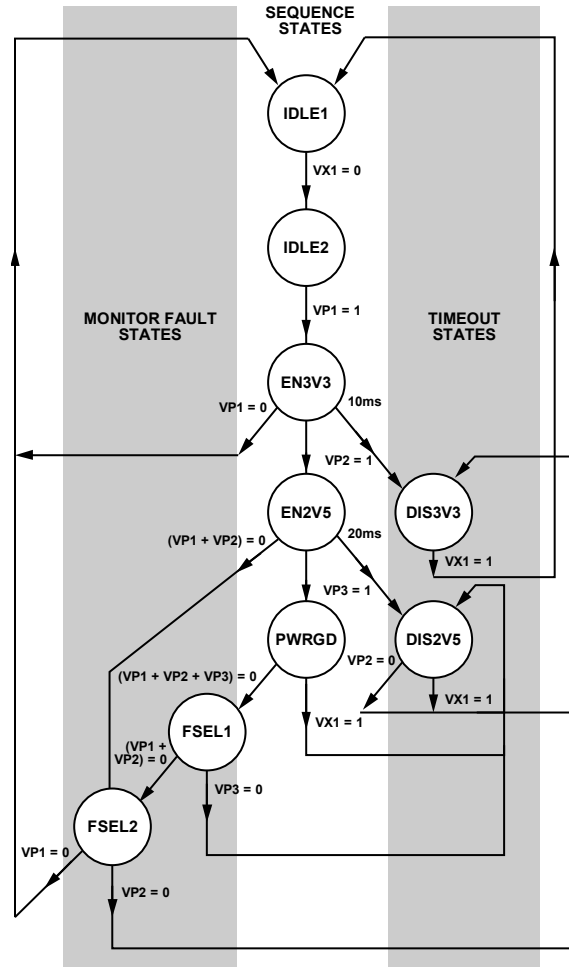 SEQUENCE
STATES
IDLE1
VX1 = 0
IDLE2
MONITOR FAULT
STATES
VP1 = 1
TIMEOUT
STATES
EN3V3
VP1 = 0
10ms
VP2 = 1
EN2V5
DIS3V3
(VP1 + VP2) = 0
20ms
VX1 = 1
VP3 = 1
PWRGD
DIS2V5
VP2 = 0
(VP1 + VP2 + VP3) = 0
VX1 = 1
FSEL1
VX1 = 1
(VP1 +
VP2) = 0
VP3 = 0
FSEL2
VP1 = 0
VP2 = 0